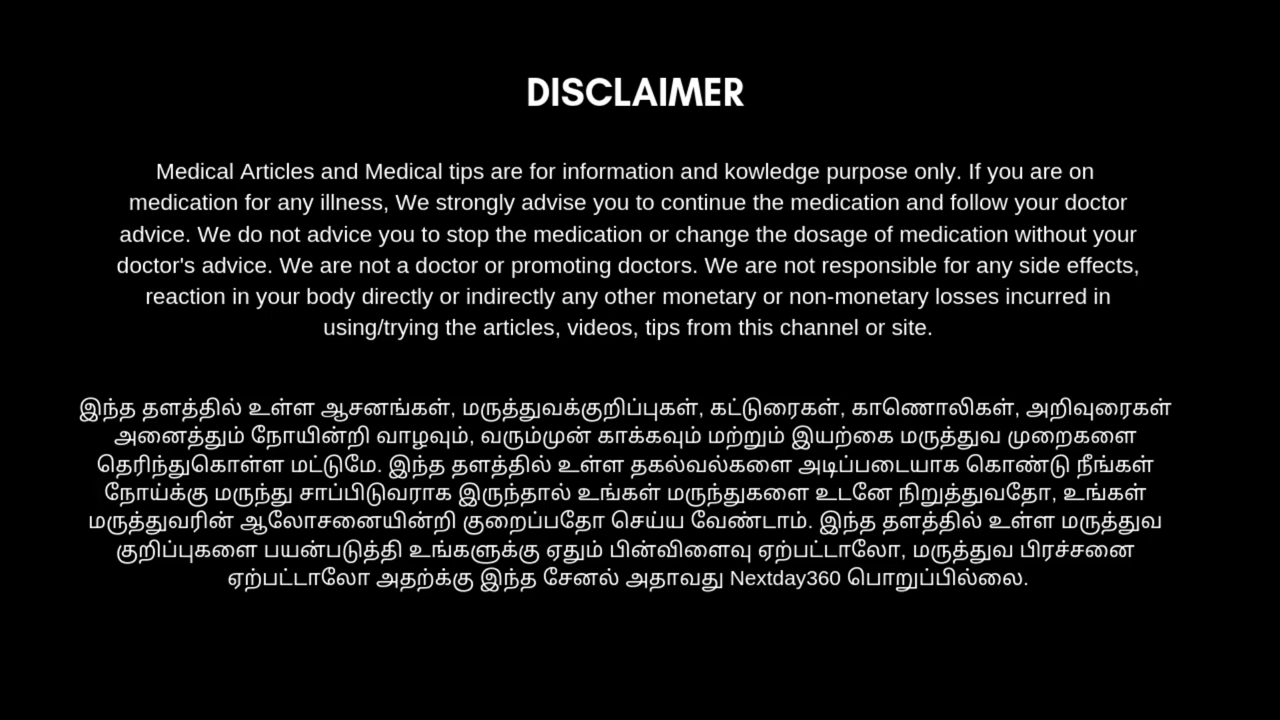 DISCLAIMER
Medical Articles and Medical tips are for information and kowledge purpose only. If you are on
medication for any illness, We strongly advise you to continue the medication and follow your doctor
advice. We do not advice you to stop the medication or change the dosage of medication without your
doctor's advice. We are not a doctor or promoting doctors. We are not responsible for any side effects,
reaction in your body directly or indirectly any other monetary or non-monetary losses incurred in
using/trying the articles, videos, tips from this channel or site.
இந்த தளத்தில் உள்ள ஆசனங்கள், மருத்துவக்குறிப்புகள், கட்டுரைகள், காணொலிகள், அறிவுரைகள்
அனைத்தும் நோயின்றி வாழவும், வரும்முன் காக்கவும் மற்றும் இயற்கை மருத்துவ முறைகளை
தெரிந்துகொள்ள மட்டுமே. இந்த தளத்தில் உள்ள தகல்வல்களை அடிப்படையாக கொண்டு நீங்கள்
நோய்க்கு மருந்து சாப்பிடுவராக இருந்தால் உங்கள் மருந்துகளை உடனே நிறுத்துவதோ, உங்கள்
மருத்துவரின் ஆலோசனையின்றி குறைப்பதோ செய்ய வேண்டாம். இந்த தளத்தில் உள்ள மருத்துவ
குறிப்புகளை பயன்படுத்தி உங்களுக்கு ஏதும் பின்விளைவு ஏற்பட்டாலோ, மருத்துவ பிரச்சனை
ஏற்பட்டாலோ அதற்க்கு இந்த சேனல் அதாவது Nextday360 பொறுப்பில்லை.